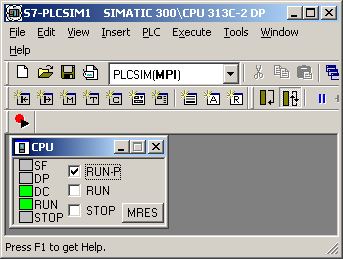 S7-PLCSIM1 SIMATIC 300\CPU 313C-2 DP
File Edit View Insert PLC Execute Tools Window
Help
PLCSIM(MPI)
M T A R
CPU
SF
DP
DC
RUN
STOP
RUN-P
RUN
STOP
MRES
Press F1 to get Help.